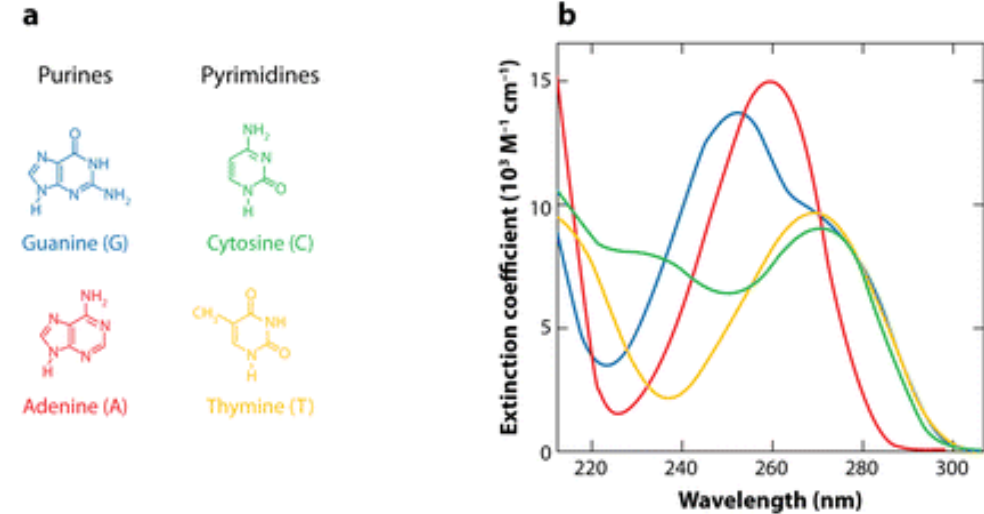 a
Purines
Pyrimidines
O
N
NH
N
H
N
NH₂
Guanine (G)
NH₂
N
N
O
H
Cytosine (C)
NH₂
N
N
N
H
N
Adenine (A)
O
CH₃
NH
N
O
H
Thymine (T)
b
Extinction coefficient (10³ M⁻¹ cm⁻¹)
15
10
5
0
220
240
260
280
300
Wavelength (nm)